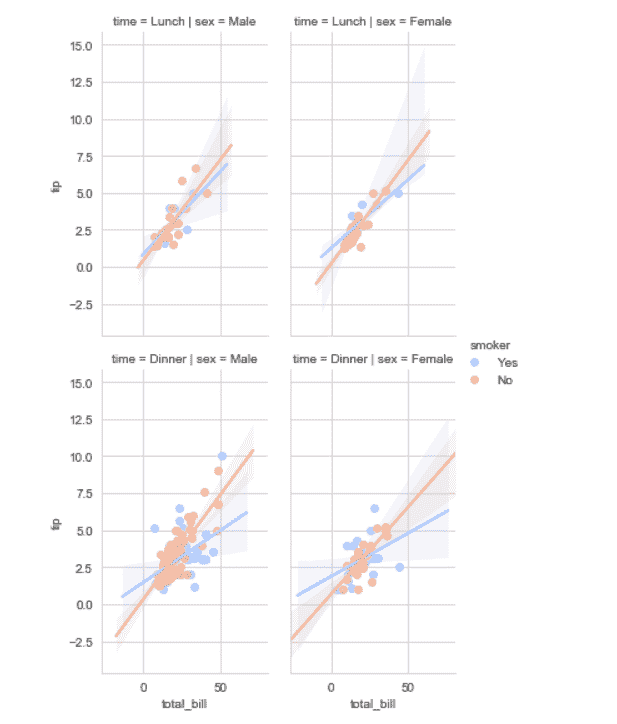 time = Lunch | sex = Male
time = Lunch | sex = Female
15.0
12.5
10.0
7.5
5.0
2.5
0.0
−2.5
tip
time = Dinner | sex = Male
time = Dinner | sex = Female
smoker
Yes
No
15.0
12.5
10.0
7.5
5.0
2.5
0.0
−2.5
tip
0
50
0
50
total_bill
total_bill